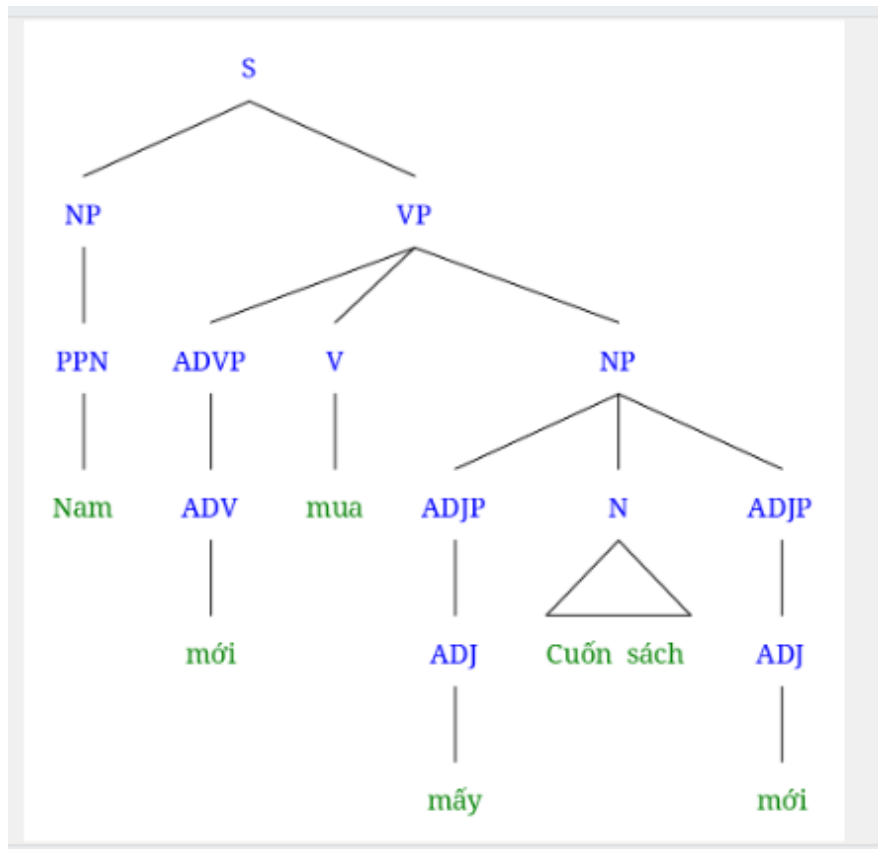 S
NP VP
PPN ADVP V NP
Nam ADV mua ADJP N ADJP
mới ADJ Cuốn sách ADJ
mấy mới